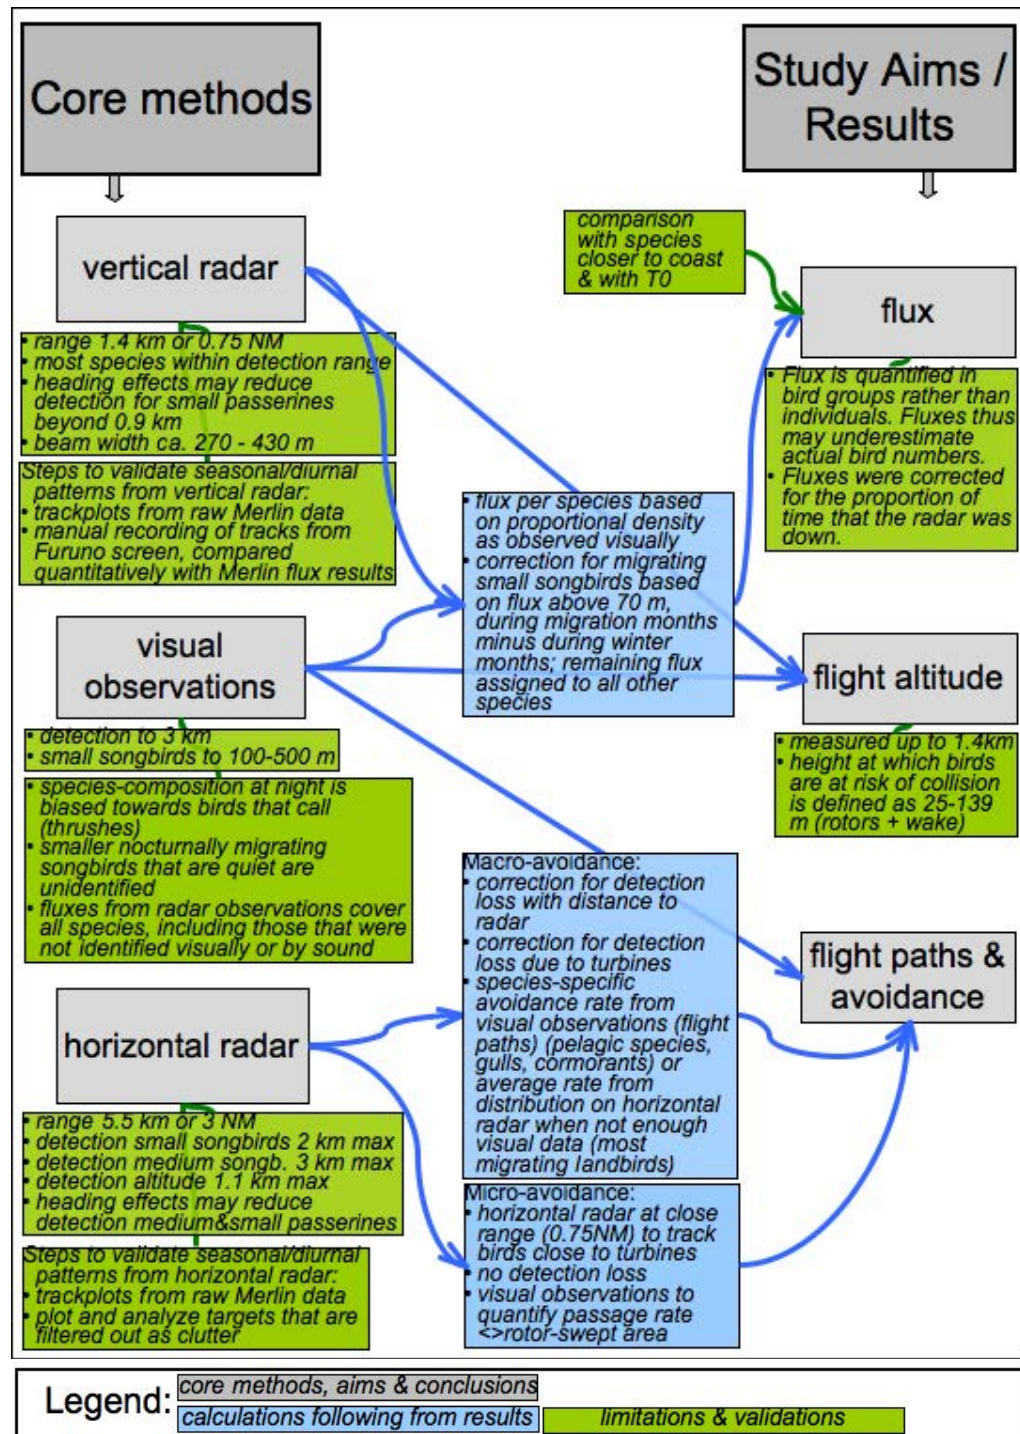 Core methods
Study Aims /
Results
vertical radar
• range 1.4 km or 0.75 NM
• most species within detection range
• heading effects may reduce
detection for small passerines
beyond 0.9 km
• beam width ca. 270 - 430 m
Steps to validate seasonal/diurnal
patterns from vertical radar:
• trackplots from raw Merlin data
• manual recording of tracks from
Furuno screen, compared
quantitatively with Merlin flux results
visual
observations
• detection to 3 km
• small songbirds to 100-500 m
• species-composition at night is
biased towards birds that call
(thrushes)
• smaller nocturnally migrating
songbirds that are quiet are
unidentified
• fluxes from radar observations cover
all species, including those that were
not identified visually or by sound
horizontal radar
• range 5.5 km or 3 NM
• detection small songbirds 2 km max
• detection medium songb. 3 km max
• detection altitude 1.1 km max
• heading effects may reduce
detection medium&small passerines
Steps to validate seasonal/diurnal
patterns from horizontal radar:
• trackplots from raw Merlin data
• plot and analyze targets that are
filtered out as clutter
• flux per species based
on proportional density
as observed visually
• correction for migrating
small songbirds based
on flux above 70 m,
during migration months
minus during winter
months; remaining flux
assigned to all other
species
Macro-avoidance:
• correction for detection
loss with distance to
radar
• correction for detection
loss due to turbines
• species-specific
avoidance rate from
visual observations (flight
paths) (pelagic species,
gulls, cormorants) or
average rate from
distribution on horizontal
radar when not enough
visual data (most
migrating landbirds)
Micro-avoidance:
• horizontal radar at close
range (0.75NM) to track
birds close to turbines
• no detection loss
• visual observations to
quantify passage rate
<>rotor-swept area
comparison
with species
closer to coast
& with T0
flux
• Flux is quantified in
bird groups rather than
individuals. Fluxes thus
may underestimate
actual bird numbers.
• Fluxes were corrected
for the proportion of
time that the radar was
down.
flight altitude
• measured up to 1.4km
• height at which birds
are at risk of collision
is defined as 25-139
m (rotors + wake)
flight paths &
avoidance
Legend:
core methods, aims & conclusions
calculations following from results
limitations & validations